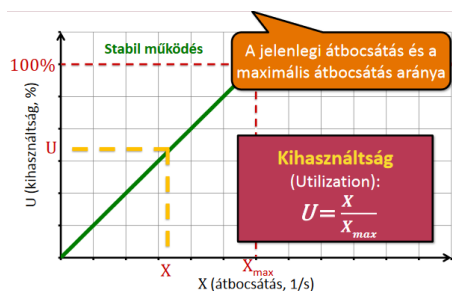 Stabil működés
A jelenlegi átbocsátás és a
maximális átbocsátás aránya
100%
U (kihasználtság, %)
U
Kihasználtság
(Utilization):
U = X / X_max
X
X_max
X (átbocsátás, 1/s)